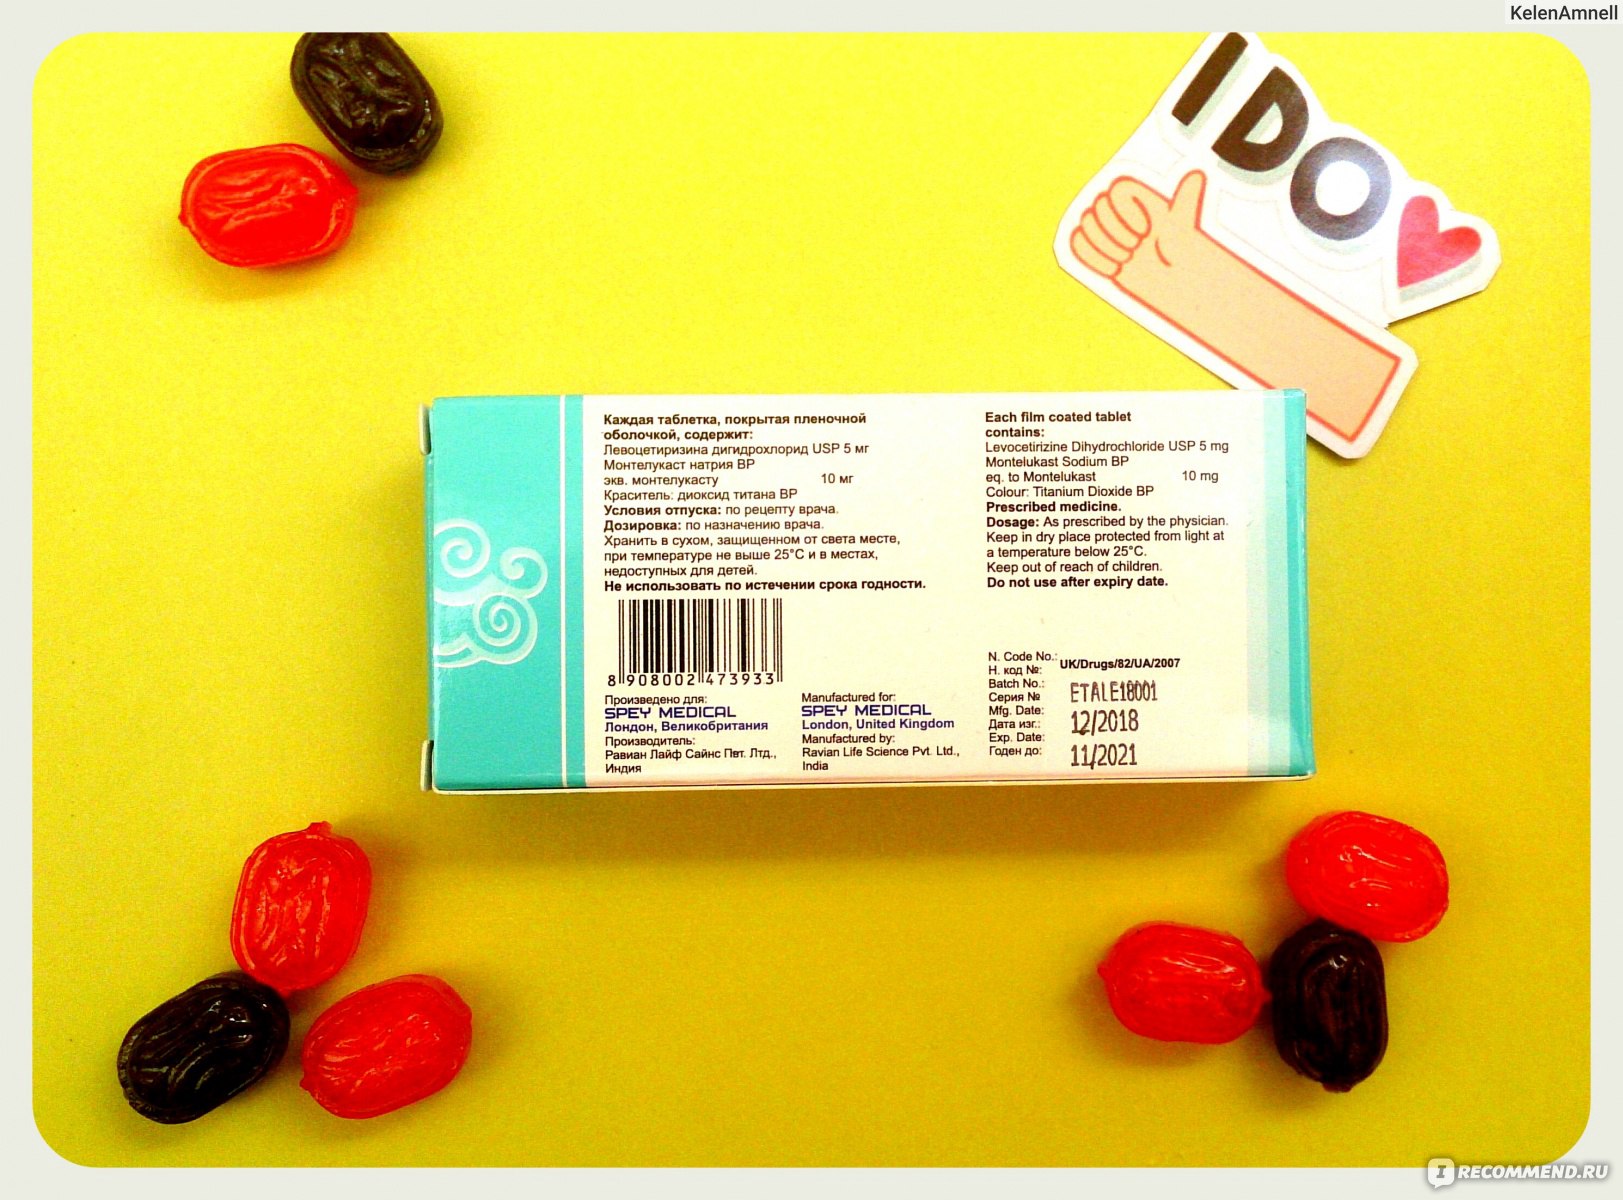 KelenAmnell
I DO
Каждая таблетка, покрытая пленочной
оболочкой, содержит:
Левоцетиризина дигидрохлорид USP 5 мг
Монтелукаст натрия BP
экв. монтелукасту 10 мг
Краситель: диоксид титана BP
Условия отпуска: по рецепту врача.
Дозировка: по назначению врача.
Хранить в сухом, защищенном от света месте,
при температуре не выше 25°C и в местах,
недоступных для детей.
Не использовать по истечении срока годности.
8 908002 473933
Произведено для:
SPEY MEDICAL
Лондон, Великобритания
Производитель:
Равиан Лайф Сайнс Пвт. Лтд.,
Индия
Manufactured for:
SPEY MEDICAL
London, United Kingdom
Manufactured by:
Ravian Life Science Pvt. Ltd.,
India
Each film coated tablet
contains:
Levocetirizine Dihydrochloride USP 5 mg
Montelukast Sodium BP
eq. to Montelukast 10 mg
Colour: Titanium Dioxide BP
Prescribed medicine.
Dosage: As prescribed by the physician.
Keep in dry place protected from light at
a temperature below 25°C.
Keep out of reach of children.
Do not use after expiry date.
N. Code No.:
Н. код №: UK/Drugs/82/UA/2007
Batch No.:
Серия № ETALE18001
Mfg. Date:
Дата изг.: 12/2018
Exp. Date:
Годен до: 11/2021
I RECOMMEND.RU